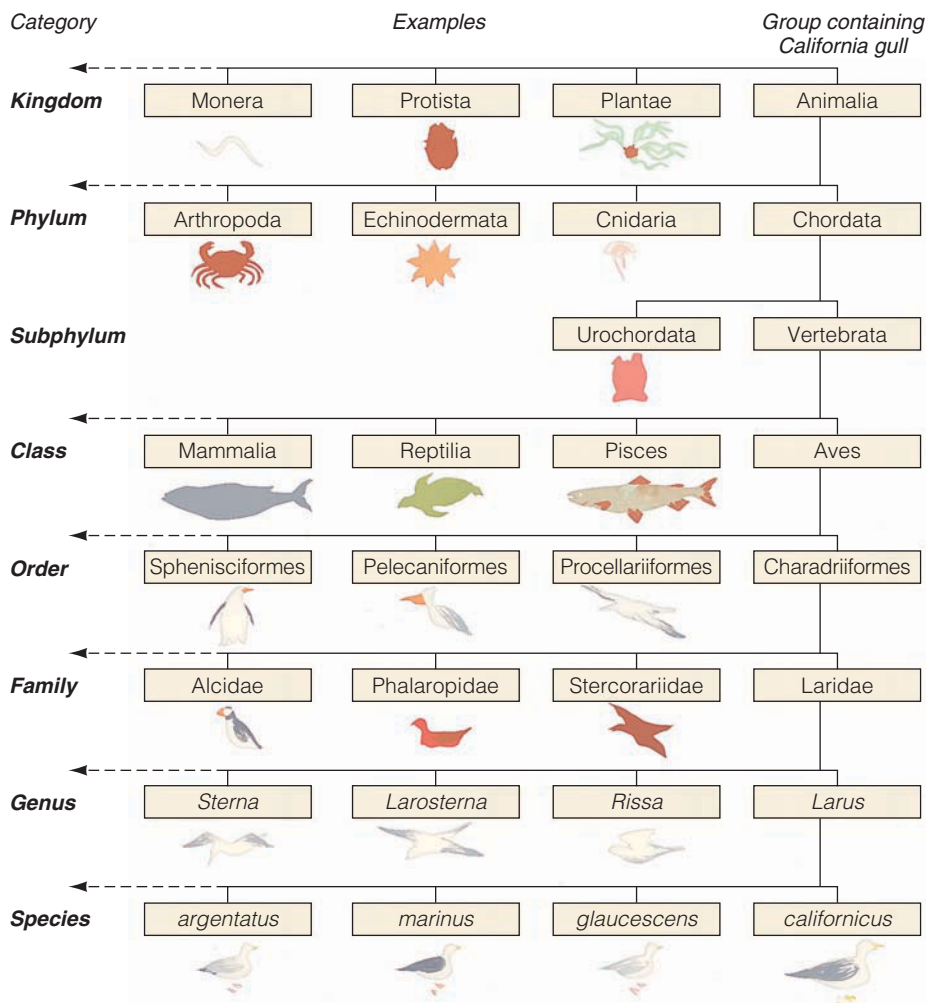 Category Examples Group containing
California gull
Kingdom Monera Protista Plantae Animalia
Phylum Arthropoda Echinodermata Cnidaria Chordata
Subphylum Urochordata Vertebrata
Class Mammalia Reptilia Pisces Aves
Order Sphenisciformes Pelecaniformes Procellariiformes Charadriiformes
Family Alcidae Phalaropidae Stercorariidae Laridae
Genus Sterna Larosterna Rissa Larus
Species argentatus marinus glaucescens californicus